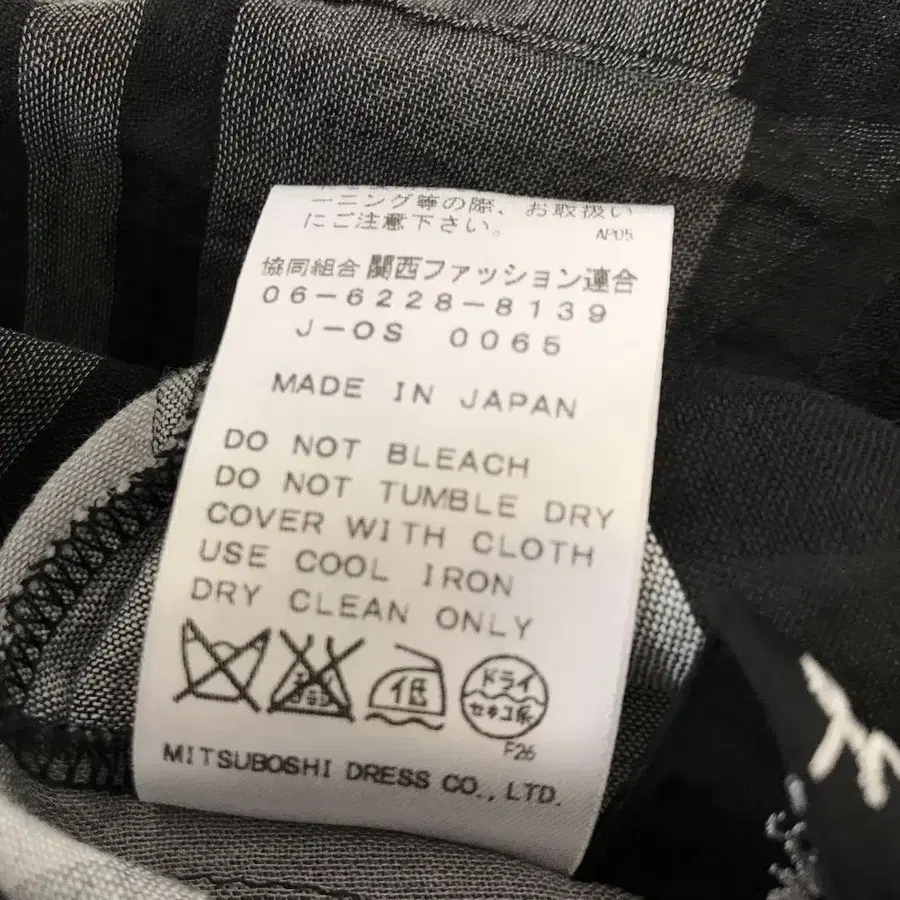 ーニング等の際、お取扱い
にご注意下さい。 AP05
協同組合 関西ファッション連合
06-6228-8139
J-OS 0065
MADE IN JAPAN
DO NOT BLEACH
DO NOT TUMBLE DRY
COVER WITH CLOTH
USE COOL IRON
DRY CLEAN ONLY
低
ドライ
セキユ系
F26
MITSUBOSHI DRESS CO., LTD.